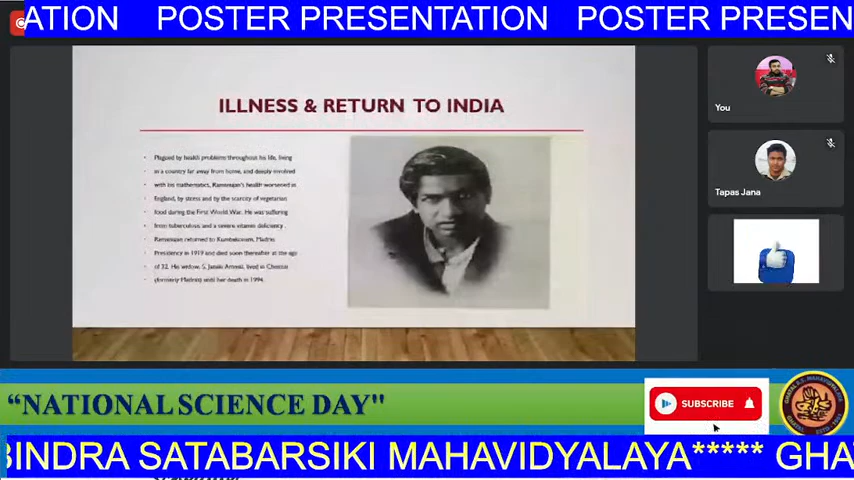 ATION POSTER PRESENTATION POSTER PRESEN
ILLNESS & RETURN TO INDIA
Plagued by health problems throughout his life, living
in a country far away from home, and deeply involved
with his mathematics, Ramanujan's health worsened in
England, by stress and by the scarcity of vegetarian
food during the First World War. He was suffering
from tuberculosis and a severe vitamin deficiency.
Ramanujan returned to Kumbakonam, Madras
Presidency in 1919 and died soon thereafter at the age
of 32. His widow, S. Janaki Ammal, lived in Chennai
(formerly Madras) until her death in 1994.
You
Tapas Jana
"NATIONAL SCIENCE DAY"
SUBSCRIBE
BINDRA SATABARSIKI MAHAVIDYALAYA***** GHA